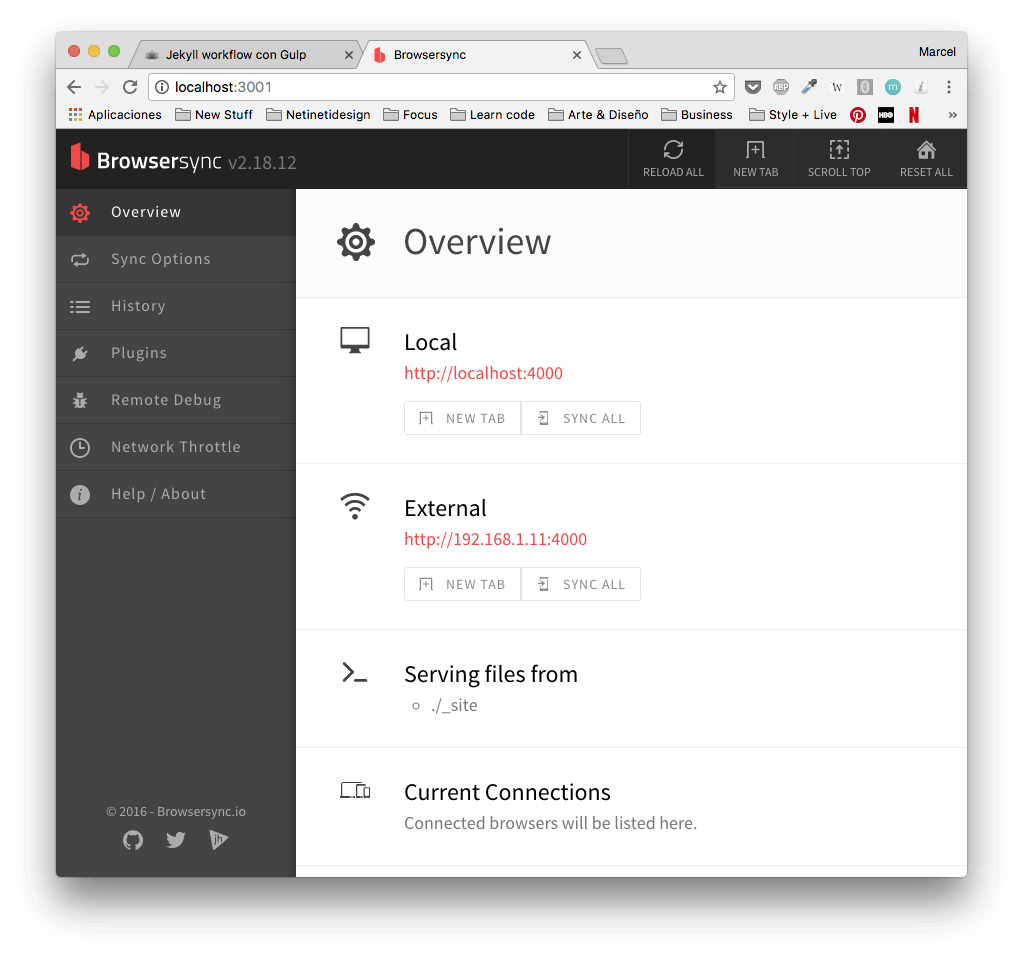 Jekyll workflow con Gulp
Browsersync
Marcel
localhost:3001
ABP
W
0
m
i
Aplicaciones
New Stuff
Netinetidesign
Focus
Learn code
Arte & Diseño
Business
Style + Live
HBO
N
»
Browsersync v2.18.12
RELOAD ALL
NEW TAB
SCROLL TOP
RESET ALL
Overview
Sync Options
History
Plugins
Remote Debug
Network Throttle
Help / About
© 2016 - Browsersync.io
jh
Overview
Local
http://localhost:4000
NEW TAB
SYNC ALL
External
http://192.168.1.11:4000
NEW TAB
SYNC ALL
Serving files from
./_site
Current Connections
Connected browsers will be listed here.